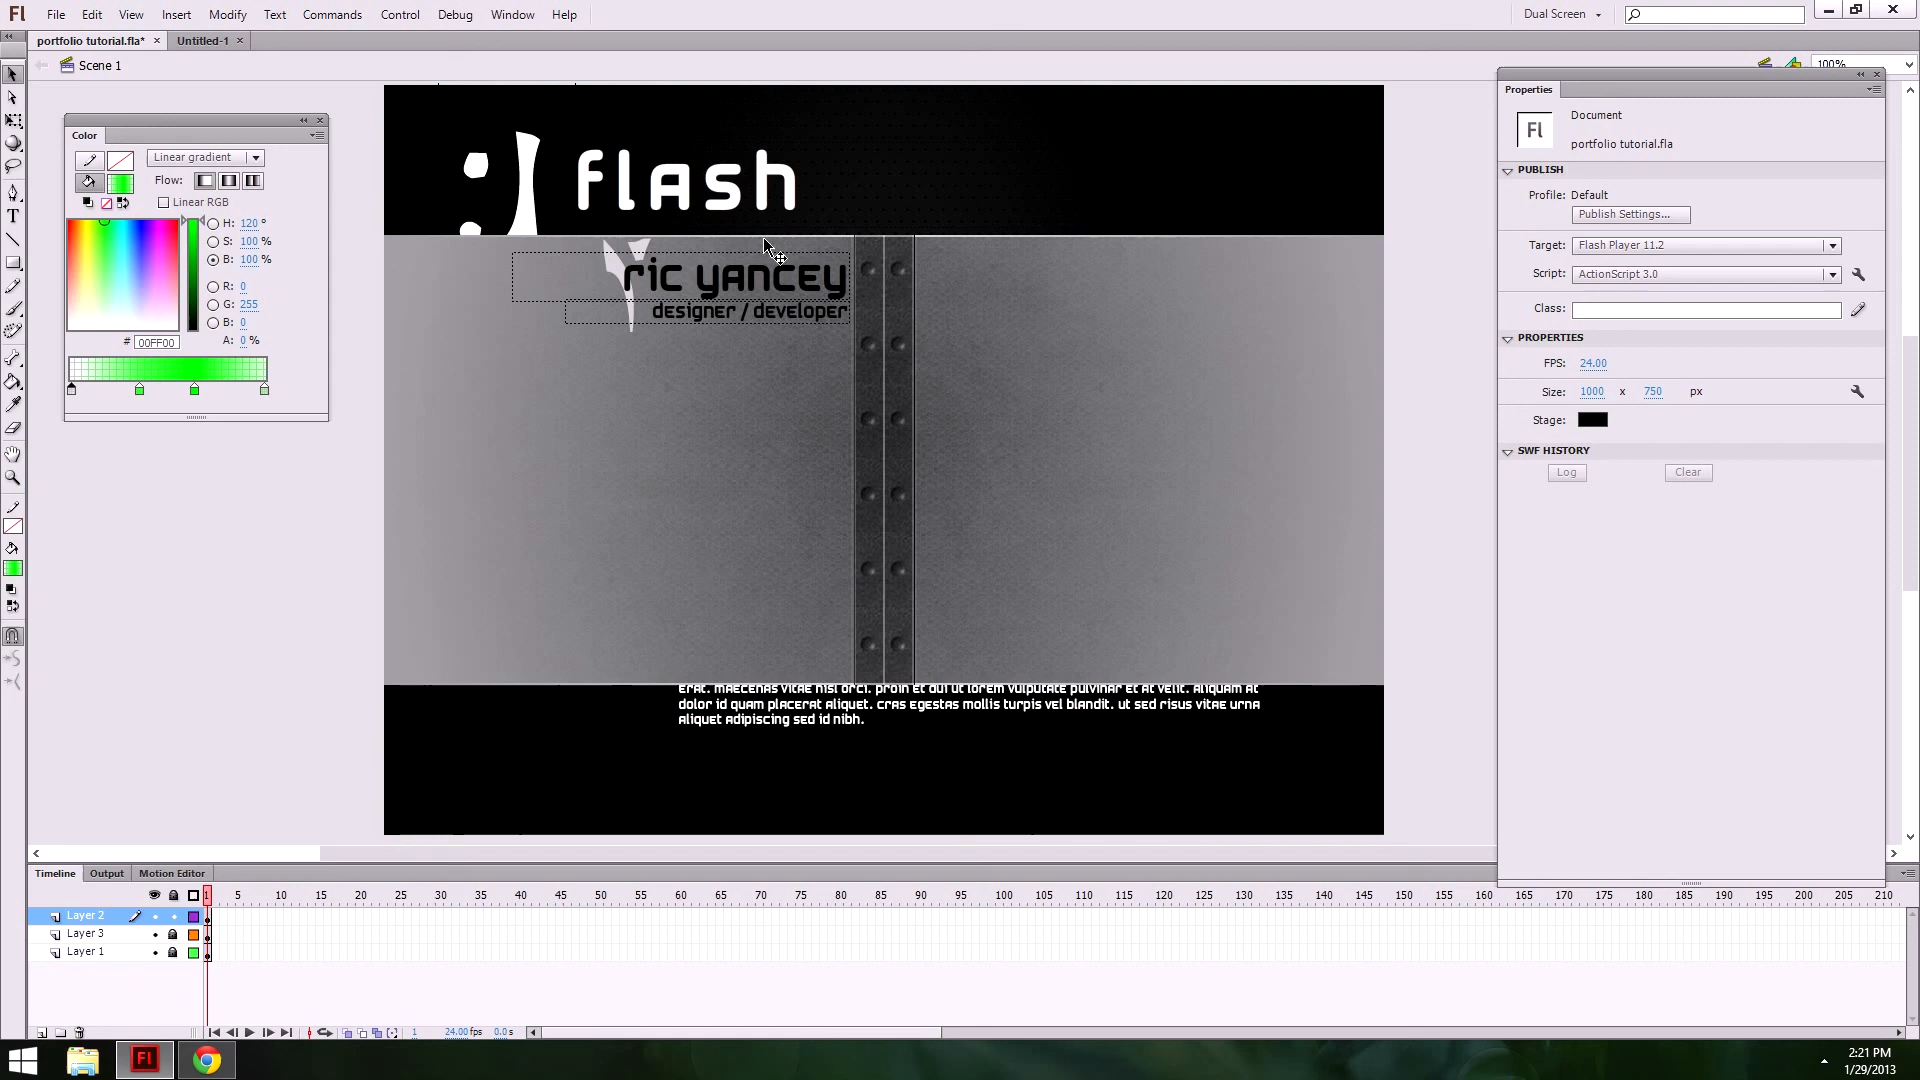 Fl File Edit View Insert Modify Text Commands Control Debug Window Help Dual Screen
portfolio tutorial.fla* × Untitled-1 ×
Scene 1 100%
Color
Linear gradient
Flow:
Linear RGB
H: 120 °
S: 100 %
B: 100 %
R: 0
G: 255
B: 0
# 00FF00 A: 0 %
flash
ric yancey
designer / developer
erat. maecenas vitae nisl orci. proin et dui ut lorem vulputate pulvinar et at velit. aliquam at
dolor id quam placerat aliquet. cras egestas mollis turpis vel blandit. ut sed risus vitae urna
aliquet adipiscing sed id nibh.
Properties
Fl
Document
portfolio tutorial.fla
PUBLISH
Profile: Default
Publish Settings...
Target: Flash Player 11.2
Script: ActionScript 3.0
Class:
PROPERTIES
FPS: 24.00
Size: 1000 x 750 px
Stage:
SWF HISTORY
Log Clear
Timeline Output Motion Editor
1 5 10 15 20 25 30 35 40 45 50 55 60 65 70 75 80 85 90 95 100 105 110 115 120 125 130 135 140 145 150 155 160 165 170 175 180 185 190 195 200 205 210
Layer 2
Layer 3
Layer 1
1 24.00 fps 0.0 s
Fl
2:21 PM
1/29/2013